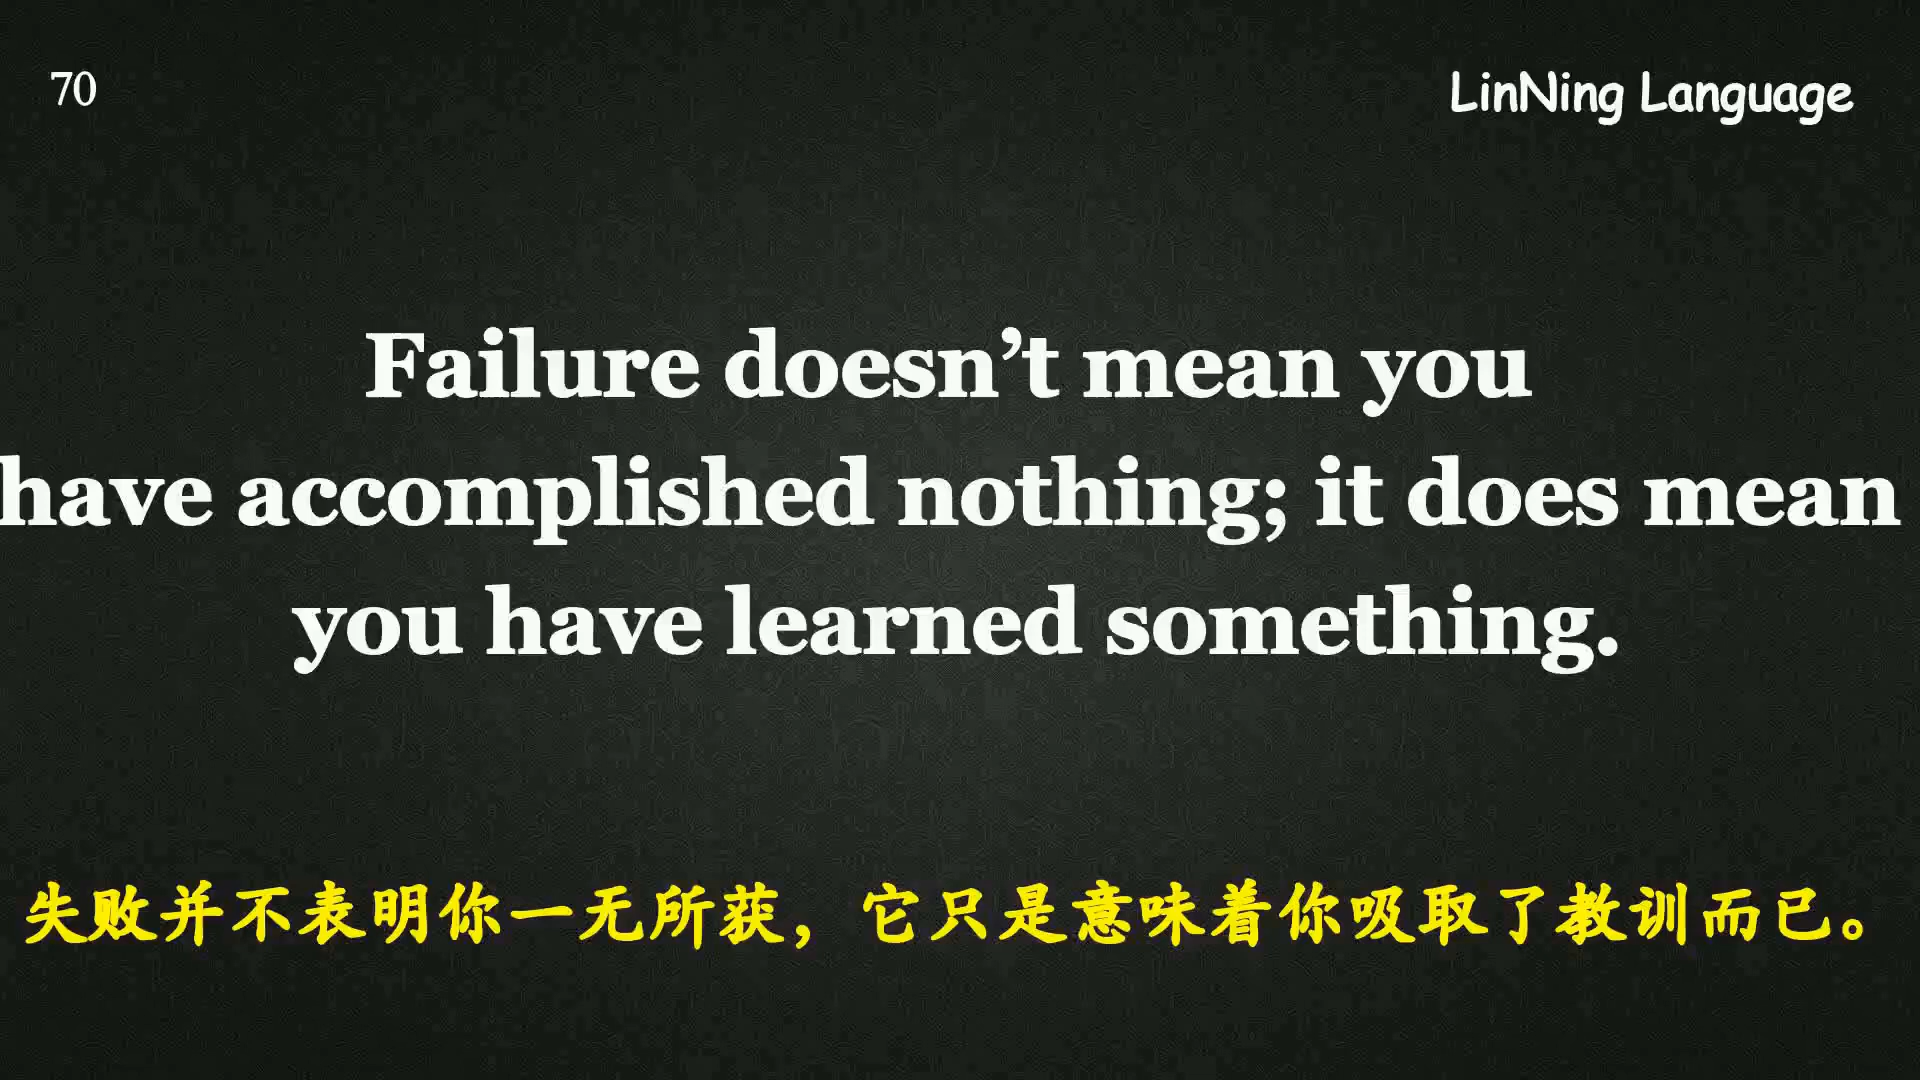 70
LinNing Language
Failure doesn’t mean you
have accomplished nothing; it does mean
you have learned something.
失败并不表明你一无所获，它只是意味着你吸取了教训而已。